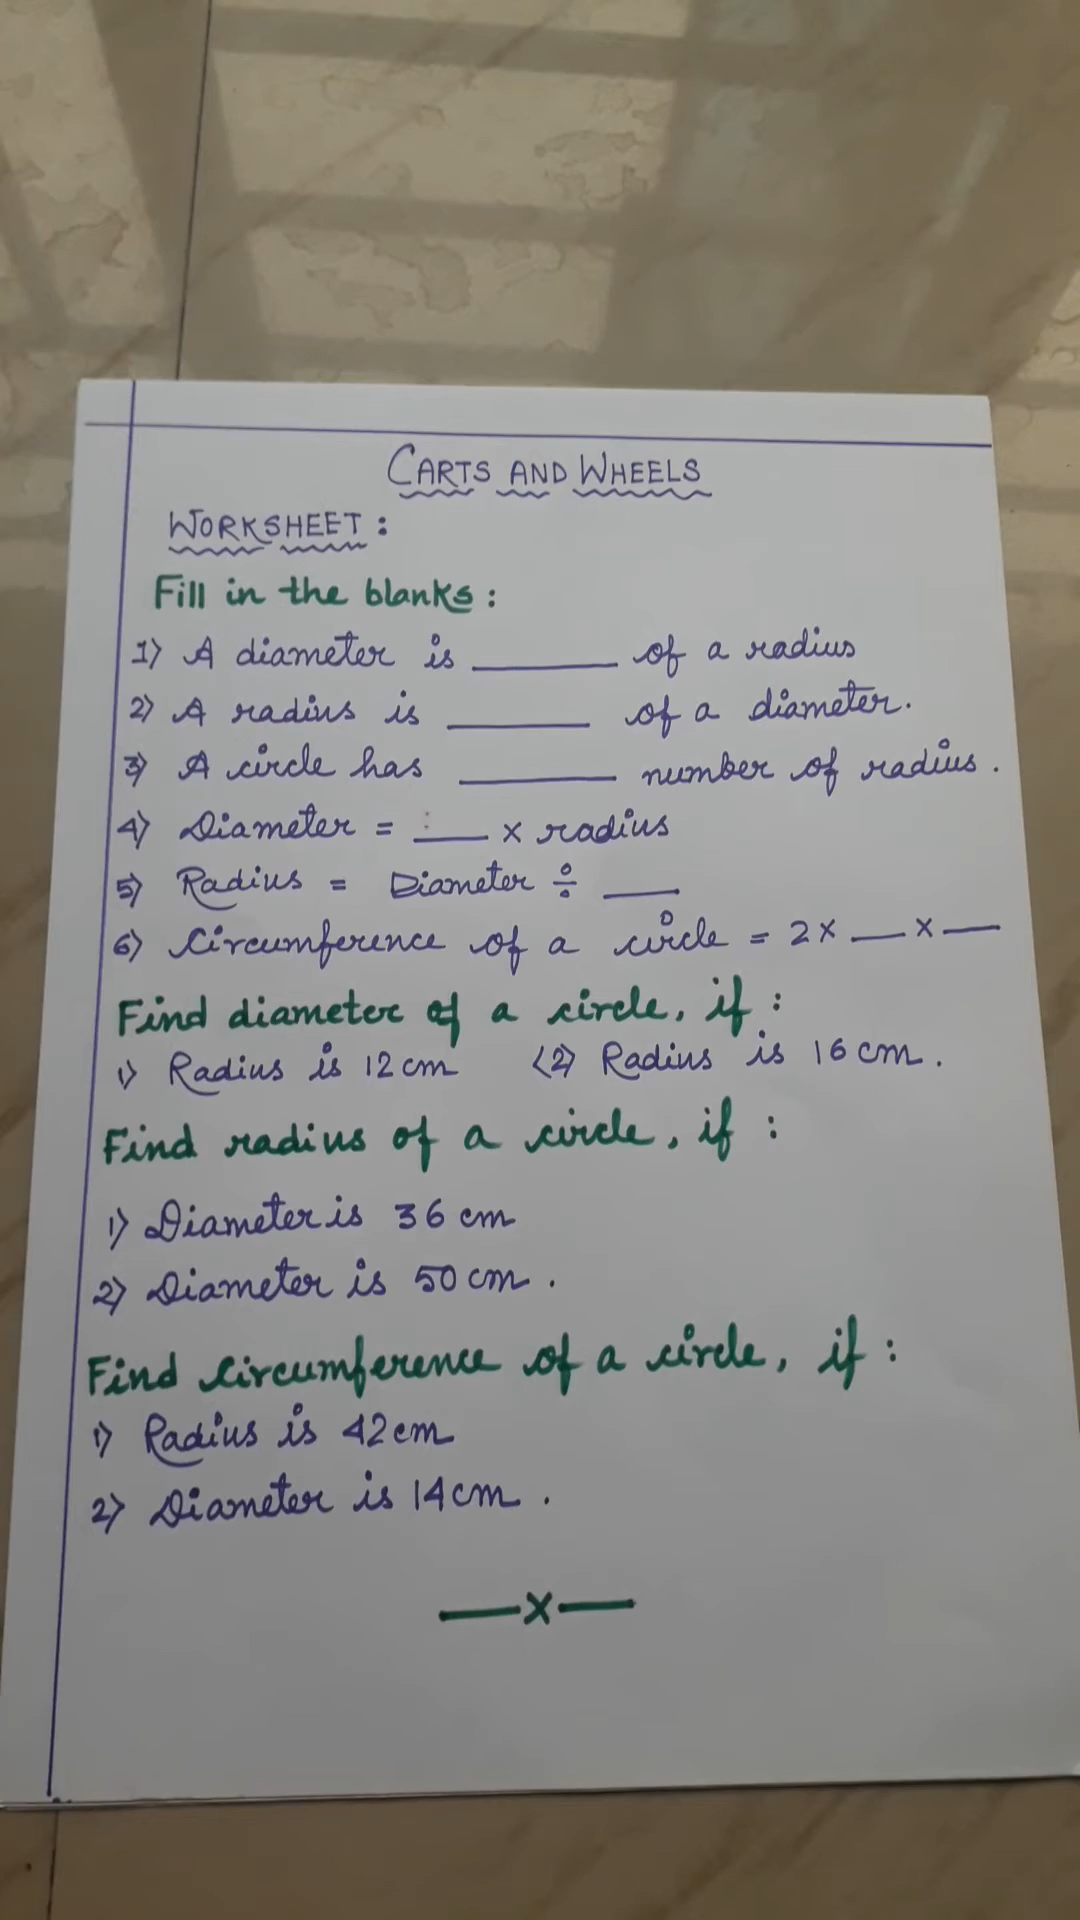 CARTS AND WHEELS
WORKSHEET :
Fill in the blanks :
1) A diameter is ______ of a radius
2) A radius is ______ of a diameter.
3) A circle has ______ number of radius.
4) Diameter = ___ × radius
5) Radius = Diameter ÷ ___
6) Circumference of a circle = 2 × __ × __
Find diameter of a circle, if :
1) Radius is 12 cm (2) Radius is 16 cm.
Find radius of a circle, if :
1) Diameter is 36 cm
2) Diameter is 50 cm.
Find circumference of a circle, if :
1) Radius is 42 cm
2) Diameter is 14 cm.
—x—